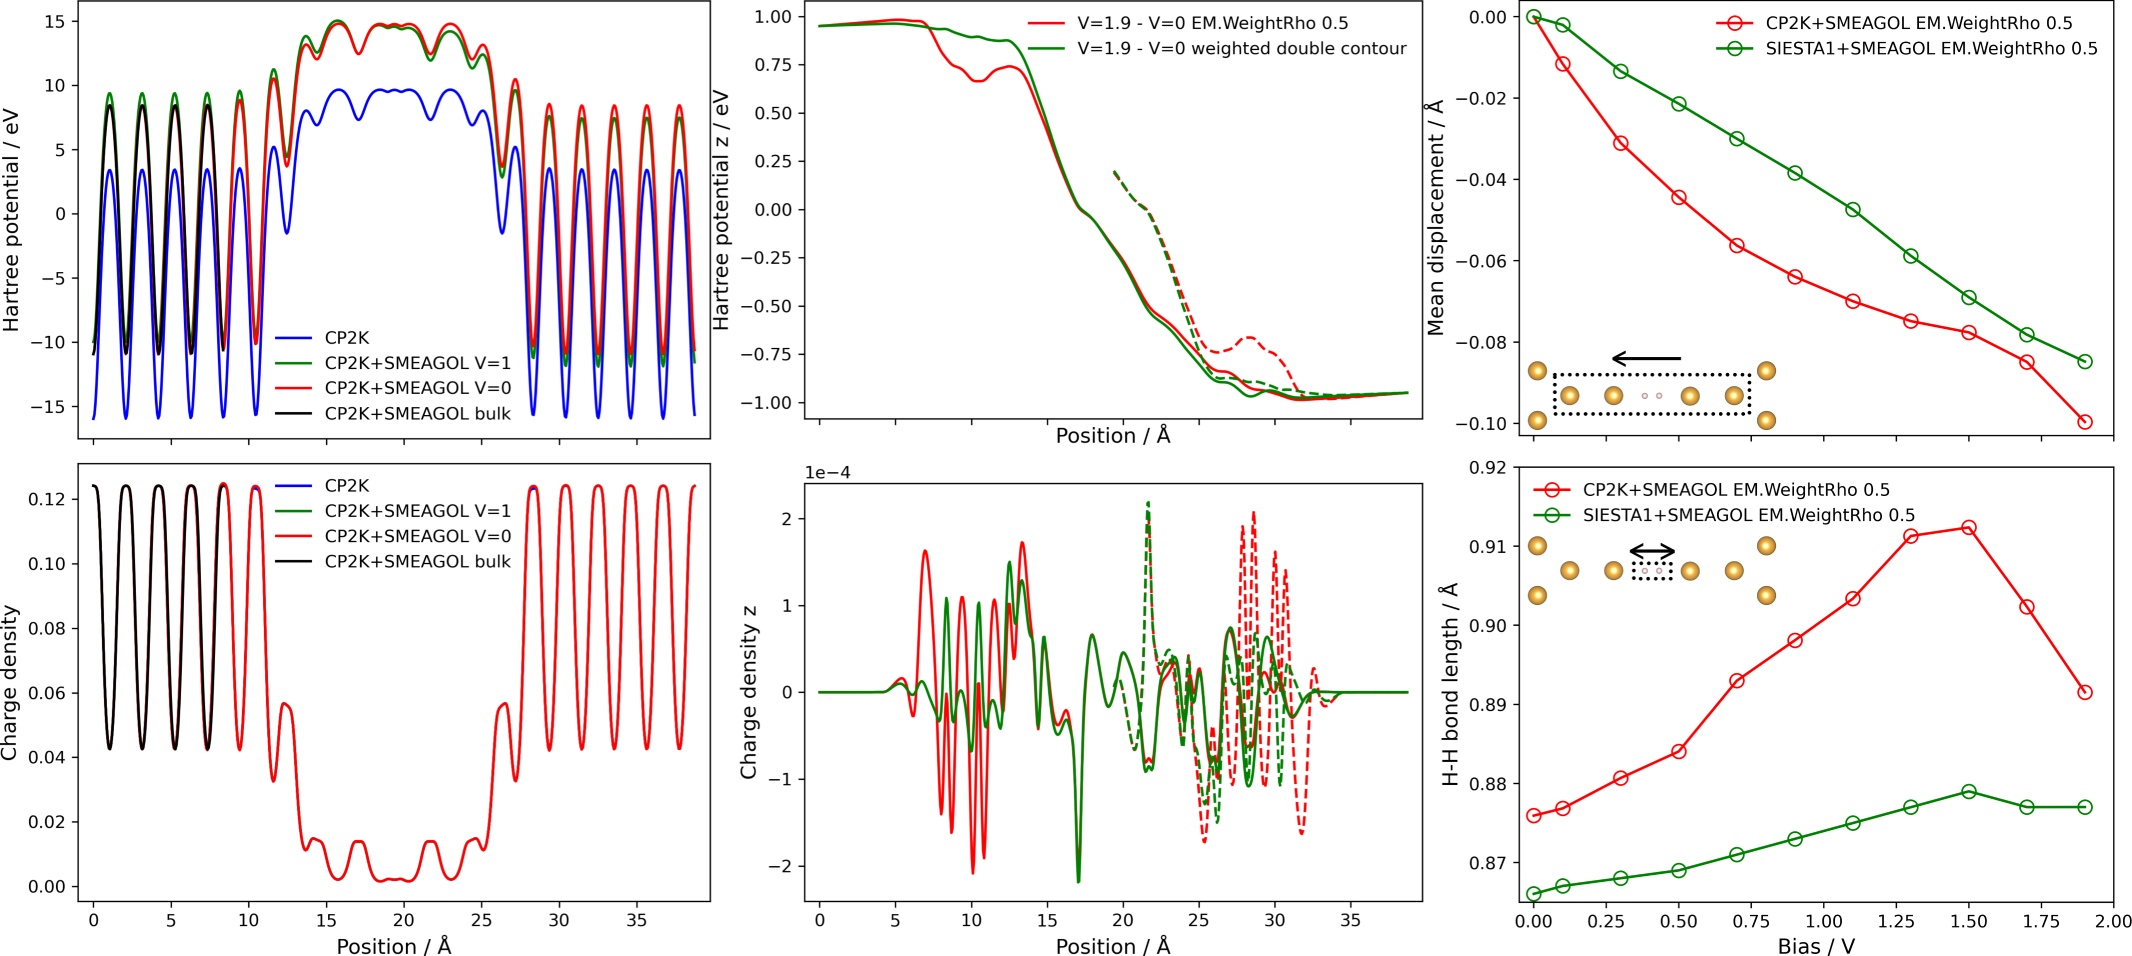 Hartree potential / eV
15
10
5
0
−5
−10
−15
CP2K
CP2K+SMEAGOL V=1
CP2K+SMEAGOL V=0
CP2K+SMEAGOL bulk
Hartree potential z / eV
1.00
0.75
0.50
0.25
0.00
−0.25
−0.50
−0.75
−1.00
V=1.9 - V=0 EM.WeightRho 0.5
V=1.9 - V=0 weighted double contour
Position / Å
Mean displacement / Å
0.00
−0.02
−0.04
−0.06
−0.08
−0.10
CP2K+SMEAGOL EM.WeightRho 0.5
SIESTA1+SMEAGOL EM.WeightRho 0.5
Charge density
0.12
0.10
0.08
0.06
0.04
0.02
0.00
CP2K
CP2K+SMEAGOL V=1
CP2K+SMEAGOL V=0
CP2K+SMEAGOL bulk
0 5 10 15 20 25 30 35
Position / Å
Charge density z
1e−4
2
1
0
−1
−2
0 5 10 15 20 25 30 35
Position / Å
H-H bond length / Å
0.92
0.91
0.90
0.89
0.88
0.87
CP2K+SMEAGOL EM.WeightRho 0.5
SIESTA1+SMEAGOL EM.WeightRho 0.5
0.00 0.25 0.50 0.75 1.00 1.25 1.50 1.75 2.00
Bias / V